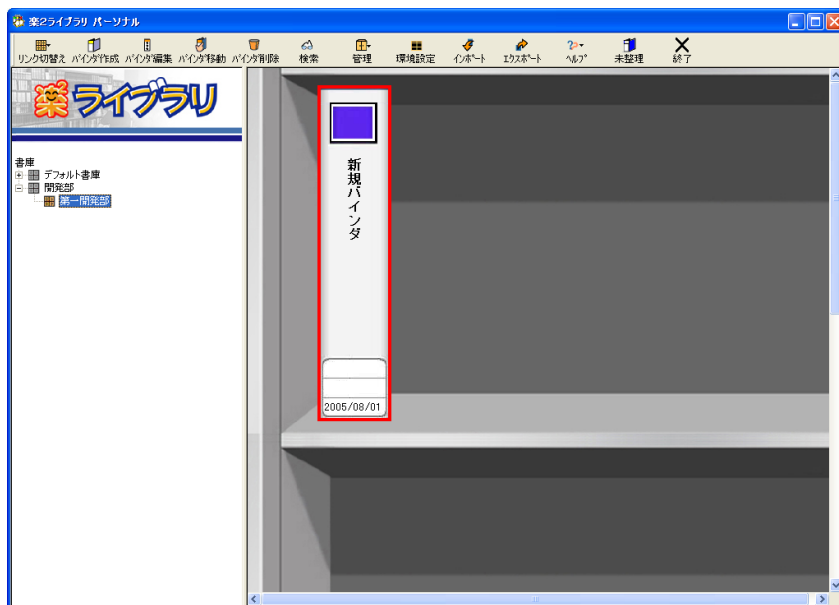 楽2ライブラリ パーソナル
リンク切替え バインダ作成 バインダ編集 バインダ移動 バインダ削除 検索 管理 環境設定 インポート エクスポート ヘルプ 未整理 終了
楽ライブラリ
書庫
デフォルト書庫
開発部
第一開発部
新規バインダ
2005/08/01